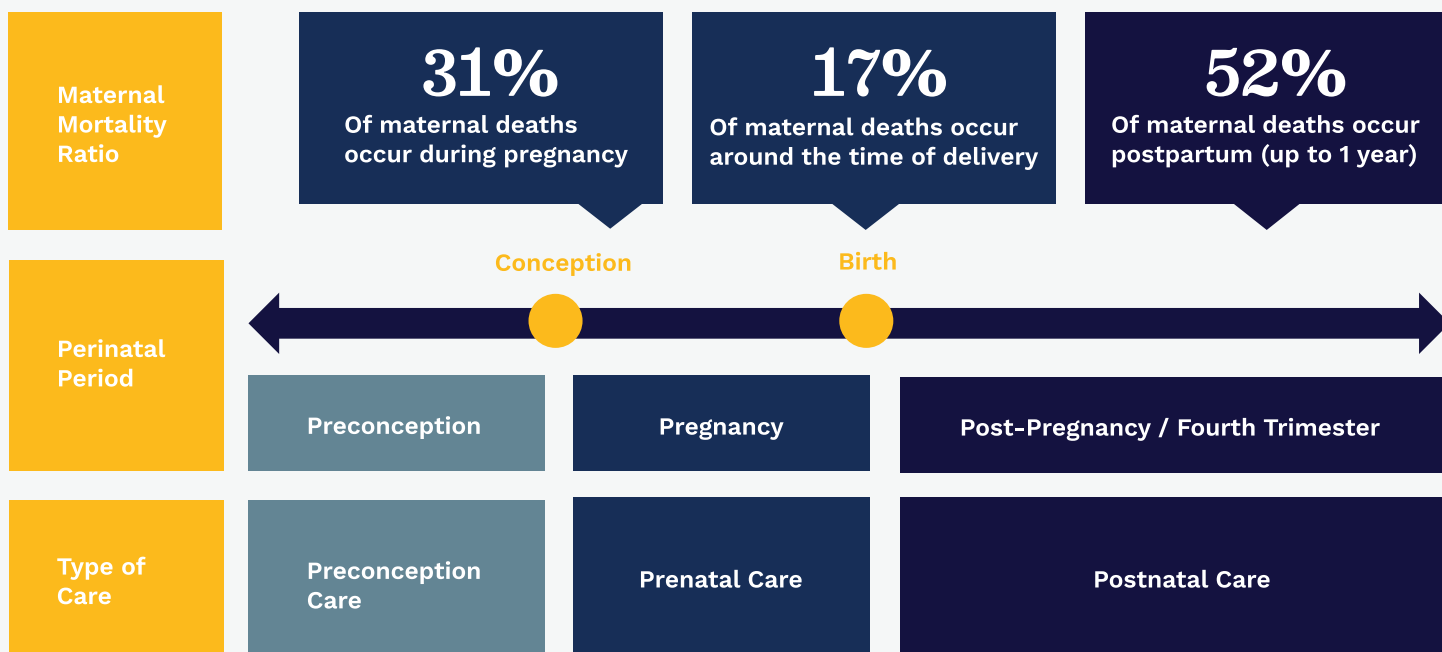 Maternal
Mortality
Ratio
31%
Of maternal deaths
occur during pregnancy
17%
Of maternal deaths occur
around the time of delivery
52%
Of maternal deaths occur
postpartum (up to 1 year)
Conception
Birth
Perinatal
Period
Preconception
Pregnancy
Post-Pregnancy / Fourth Trimester
Type of
Care
Preconception
Care
Prenatal Care
Postnatal Care